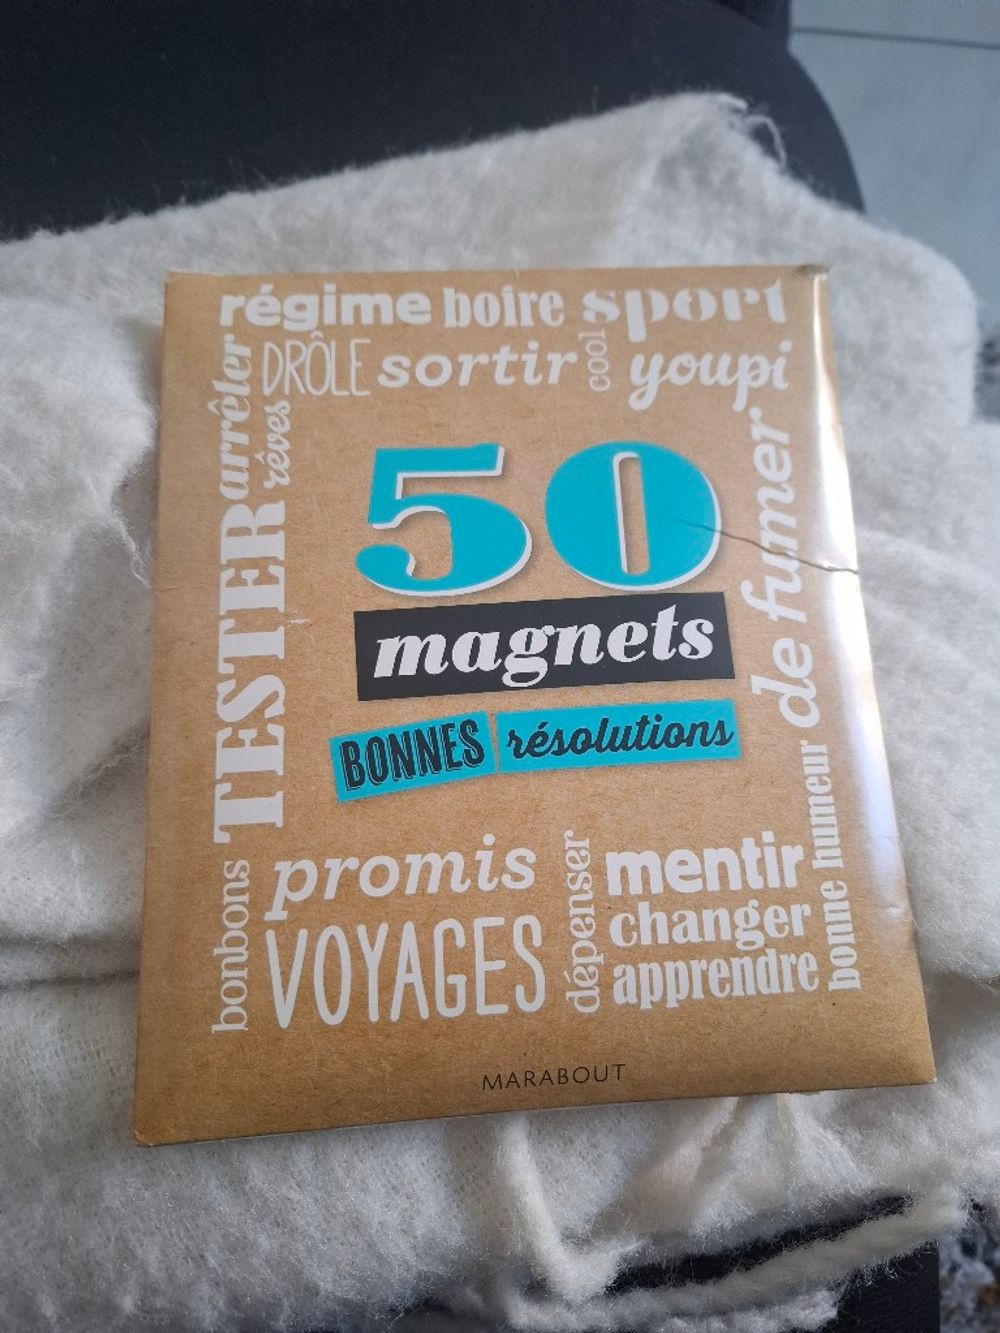 régime boire sport
DRÔLE sortir cool youpi
arrêter
rêves
TESTER
50
magnets
BONNES résolutions
de fumer
bonne humeur
bonbons
promis
VOYAGES
dépenser
mentir
changer
apprendre
MARABOUT